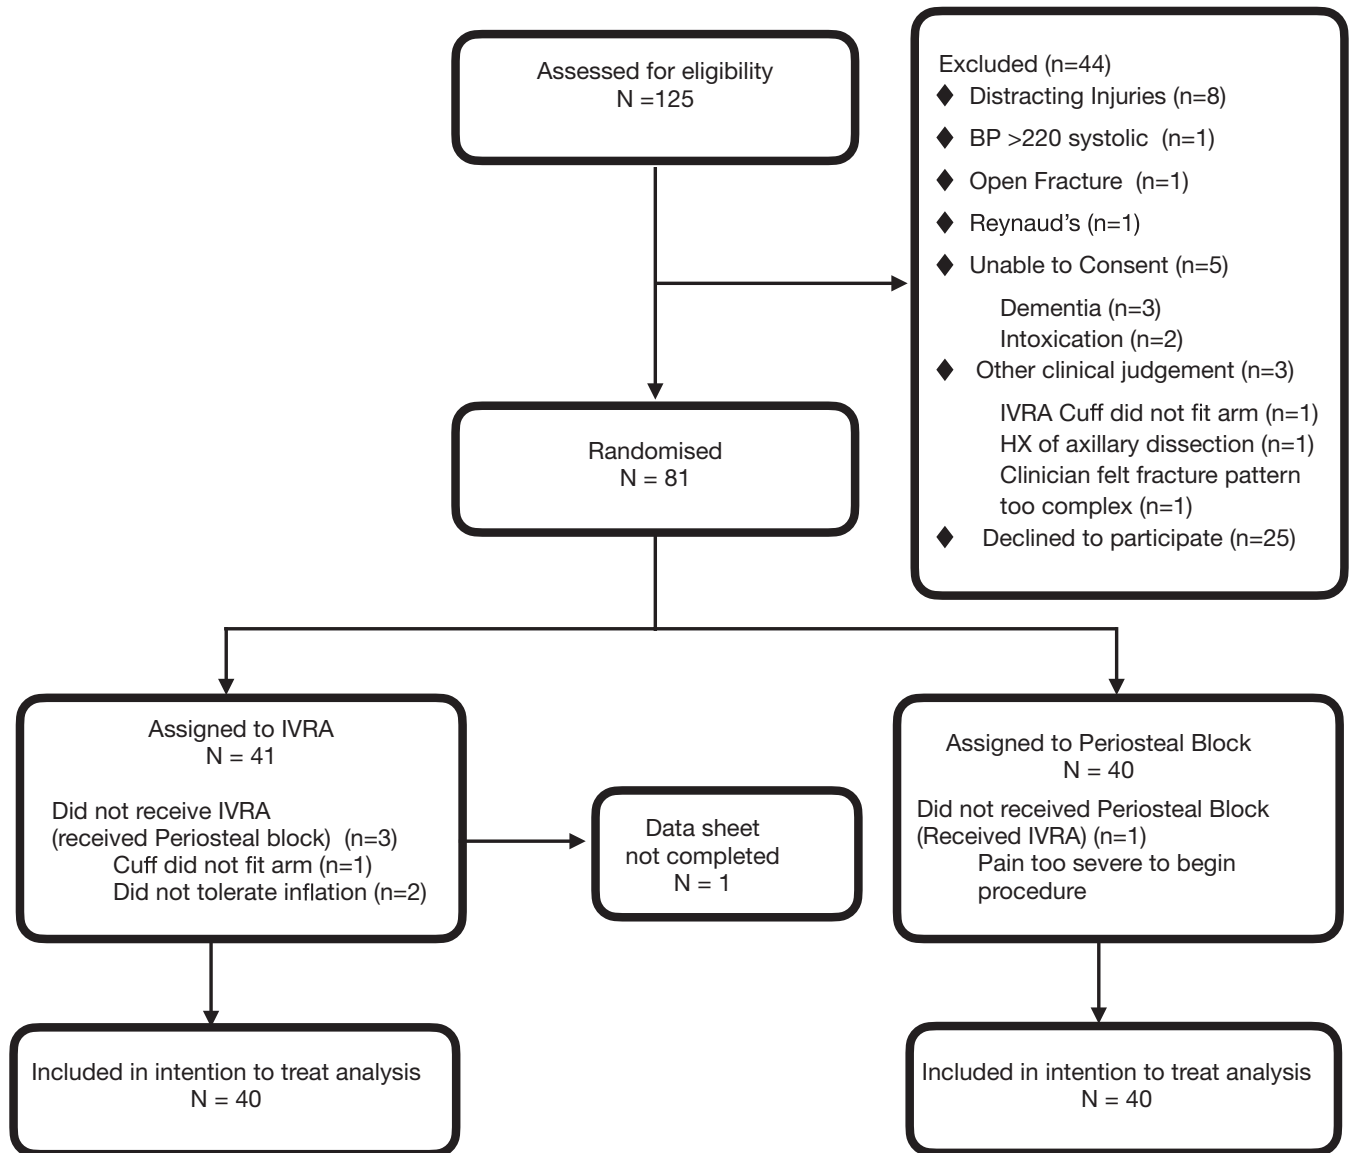 Assessed for eligibility
N =125
Excluded (n=44)
♦ Distracting Injuries (n=8)
♦ BP >220 systolic (n=1)
♦ Open Fracture (n=1)
♦ Reynaud’s (n=1)
♦ Unable to Consent (n=5)
Dementia (n=3)
Intoxication (n=2)
♦ Other clinical judgement (n=3)
IVRA Cuff did not fit arm (n=1)
HX of axillary dissection (n=1)
Clinician felt fracture pattern
too complex (n=1)
♦ Declined to participate (n=25)
Randomised
N = 81
Assigned to IVRA
N = 41
Did not receive IVRA
(received Periosteal block) (n=3)
Cuff did not fit arm (n=1)
Did not tolerate inflation (n=2)
Data sheet
not completed
N = 1
Assigned to Periosteal Block
N = 40
Did not received Periosteal Block
(Received IVRA) (n=1)
Pain too severe to begin
procedure
Included in intention to treat analysis
N = 40
Included in intention to treat analysis
N = 40